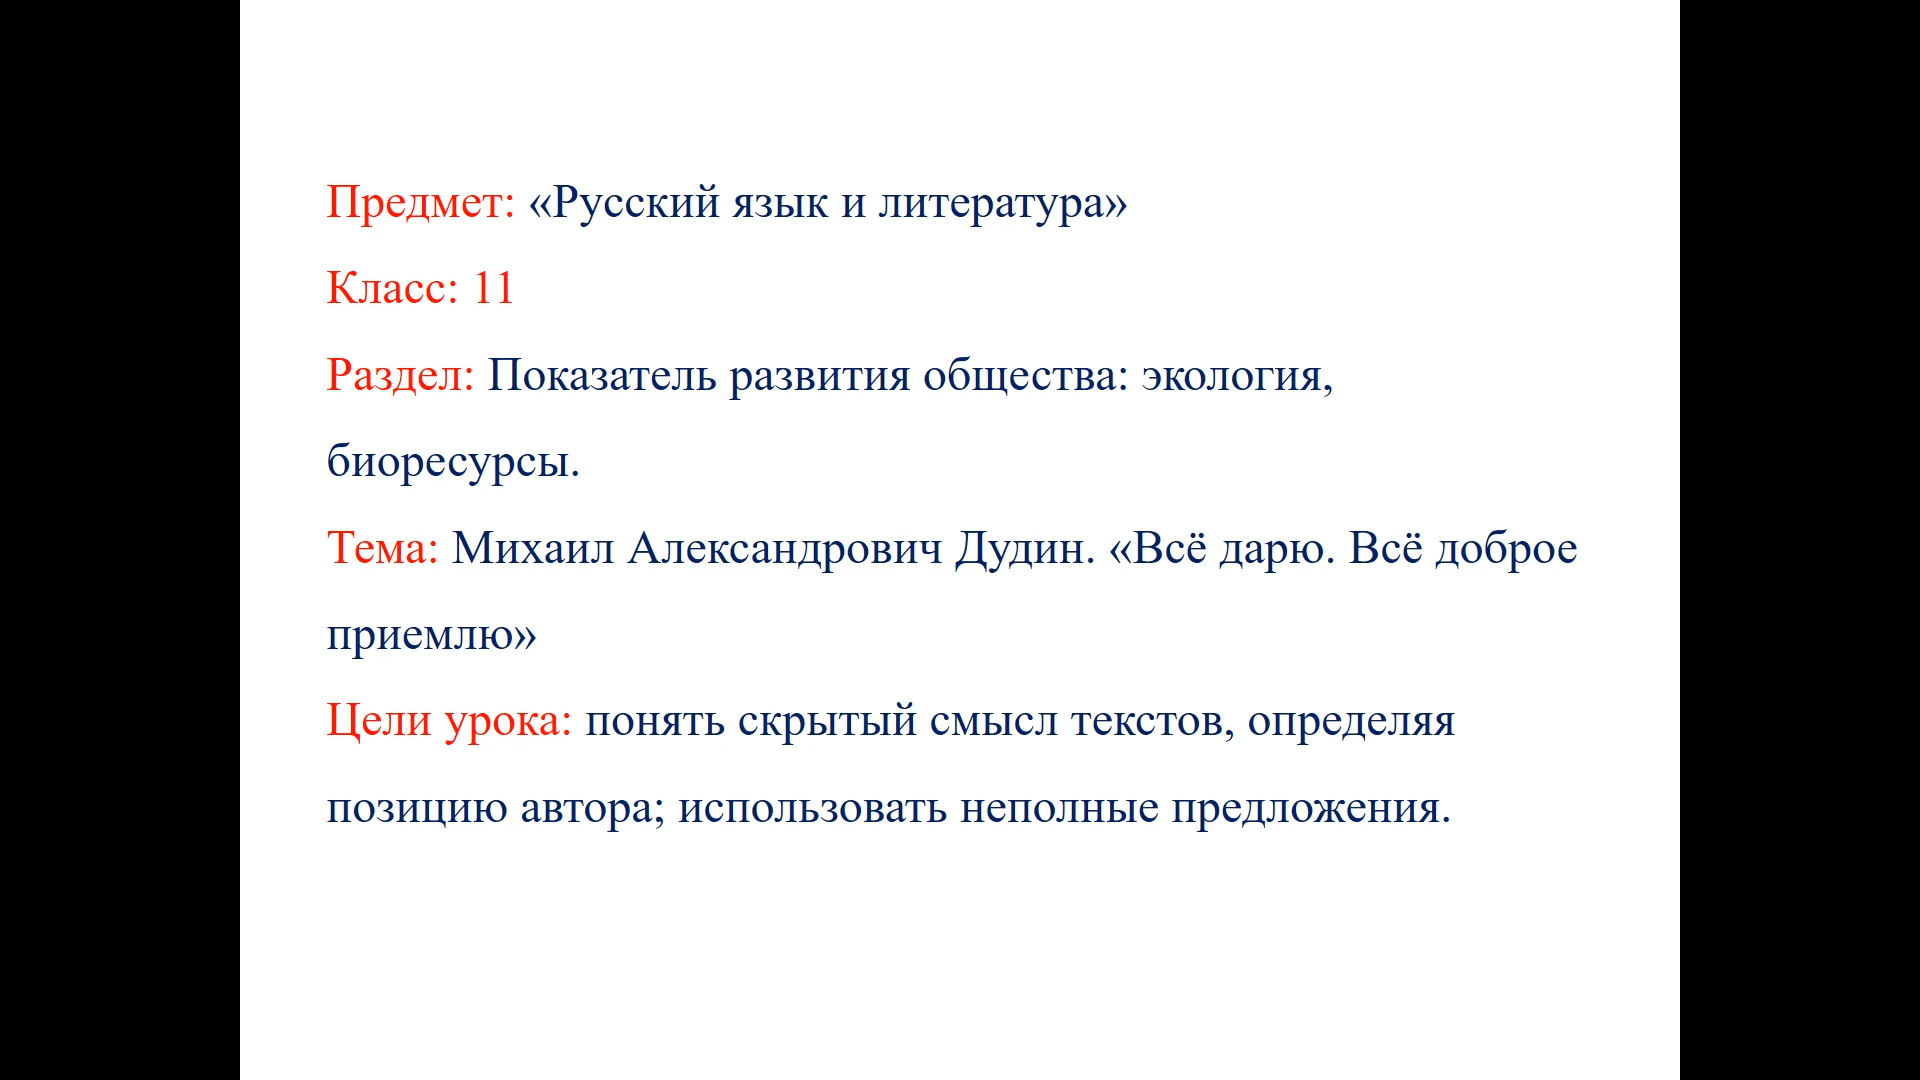 Предмет: «Русский язык и литература»
Класс: 11
Раздел: Показатель развития общества: экология,
биоресурсы.
Тема: Михаил Александрович Дудин. «Всё дарю. Всё доброе
приемлю»
Цели урока: понять скрытый смысл текстов, определяя
позицию автора; использовать неполные предложения.